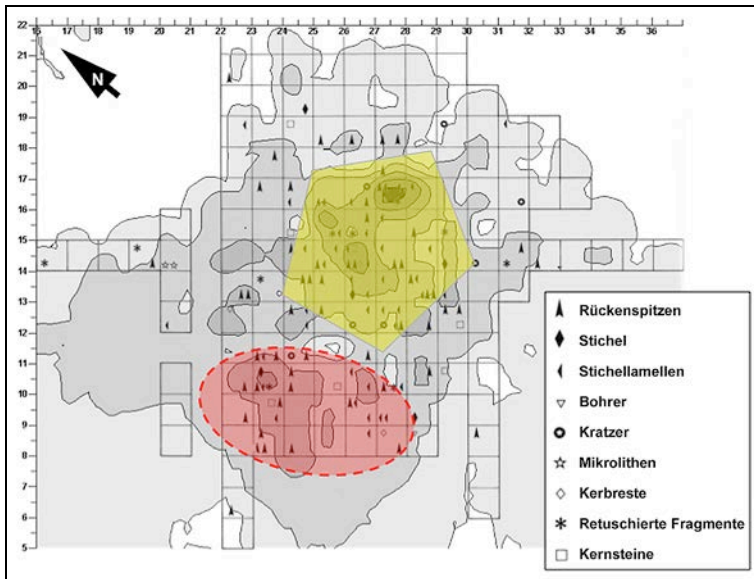 22
15 16 17 18 19 20 21 22 23 24 25 26 27 28 29 30 31 32 33 34 35 36
21
20
19
18
17
16
15
14
13
12
11
10
9
8
7
6
5
N
Rückenspitzen
Stichel
Stichellamellen
Bohrer
Kratzer
Mikrolithen
Kerbreste
Retuschierte Fragmente
Kernsteine